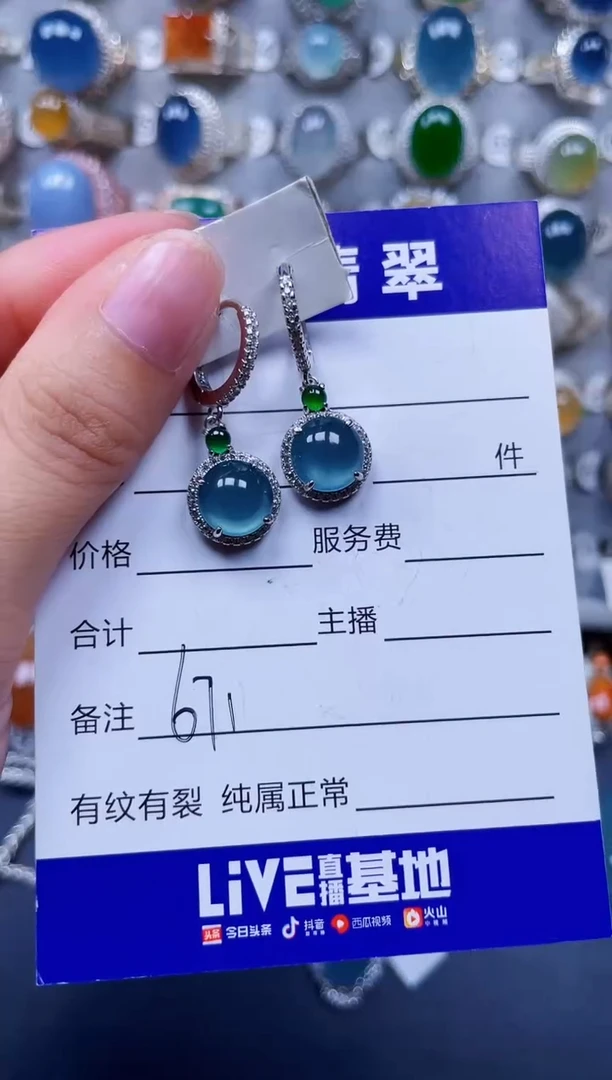 翠
件
价格 服务费
合计 主播
备注 671
有纹有裂 纯属正常
LiVE直播基地
头条 今日头条 抖音 西瓜视频 火山